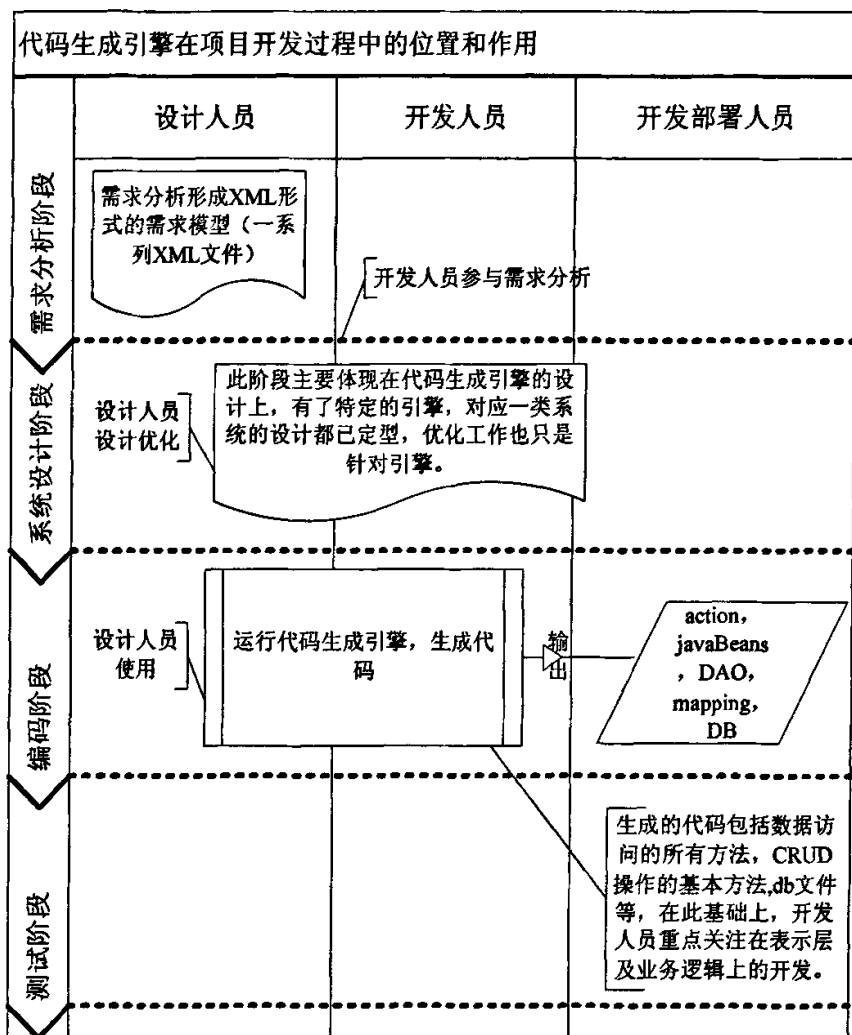 代码生成引擎在项目开发过程中的位置和作用
设计人员
开发人员
开发部署人员
需求分析阶段
需求分析形成XML形
式的需求模型（一系
列XML文件）
开发人员参与需求分析
系统设计阶段
设计人员
设计优化
此阶段主要体现在代码生成引擎的设
计上，有了特定的引擎，对应一类系
统的设计都已定型，优化工作也只是
针对引擎。
编码阶段
设计人员
使用
运行代码生成引擎，生成代
码
输
出
action，
javaBeans
，DAO，
mapping，
DB
测试阶段
生成的代码包括数据访
问的所有方法，CRUD
操作的基本方法,db文件
等，在此基础上，开发
人员重点关注在表示层
及业务逻辑上的开发。